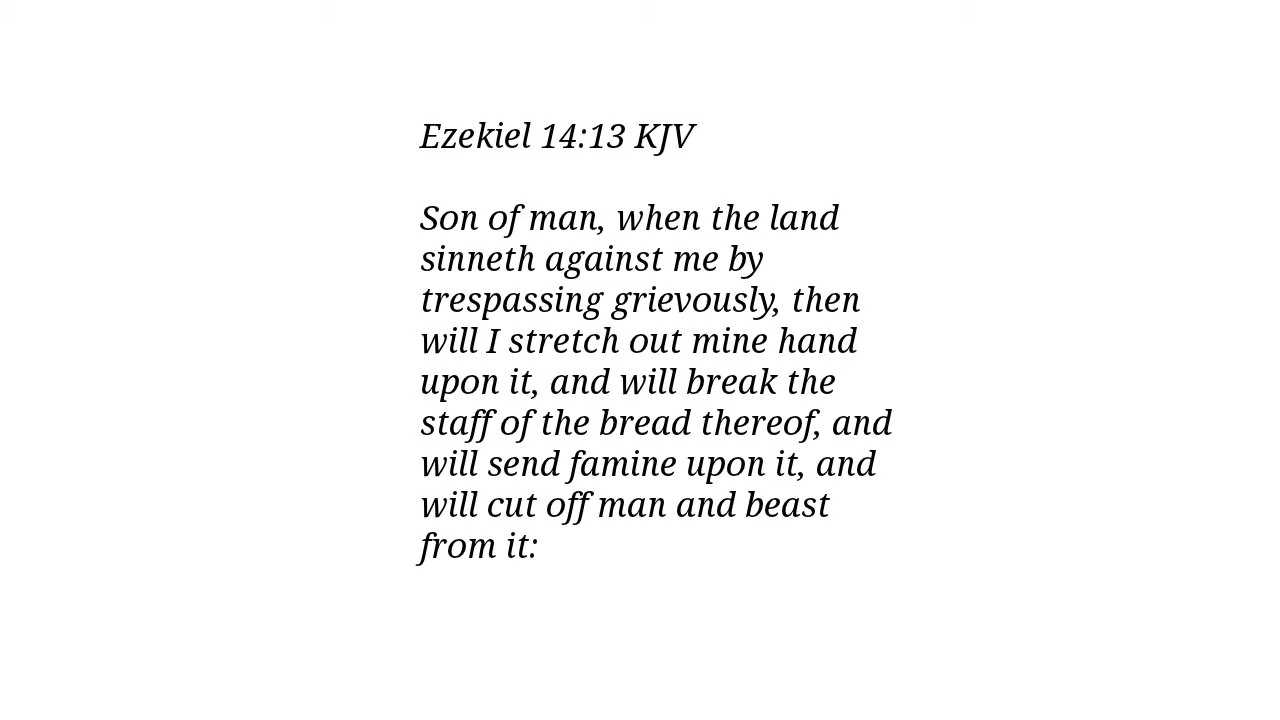 Ezekiel 14:13 KJV
Son of man, when the land
sinneth against me by
trespassing grievously, then
will I stretch out mine hand
upon it, and will break the
staff of the bread thereof, and
will send famine upon it, and
will cut off man and beast
from it: